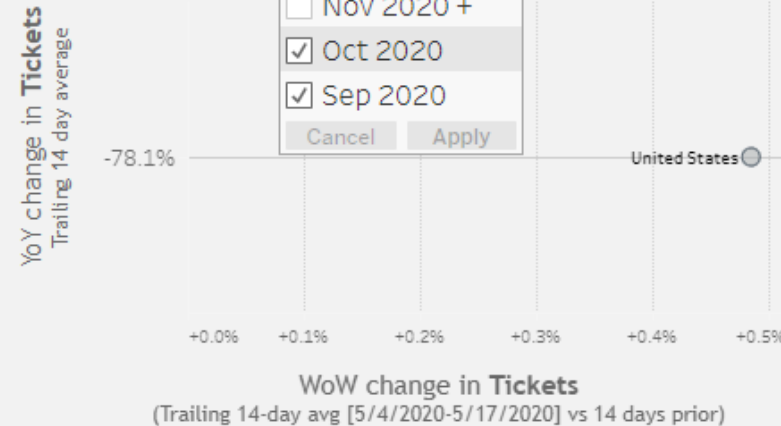 Nov 2020 +
Oct 2020
Sep 2020
Cancel Apply
YoY change in Tickets
Trailing 14 day average
-78.1%
United States
+0.0% +0.1% +0.2% +0.3% +0.4% +0.5%
WoW change in Tickets
(Trailing 14-day avg [5/4/2020-5/17/2020] vs 14 days prior)